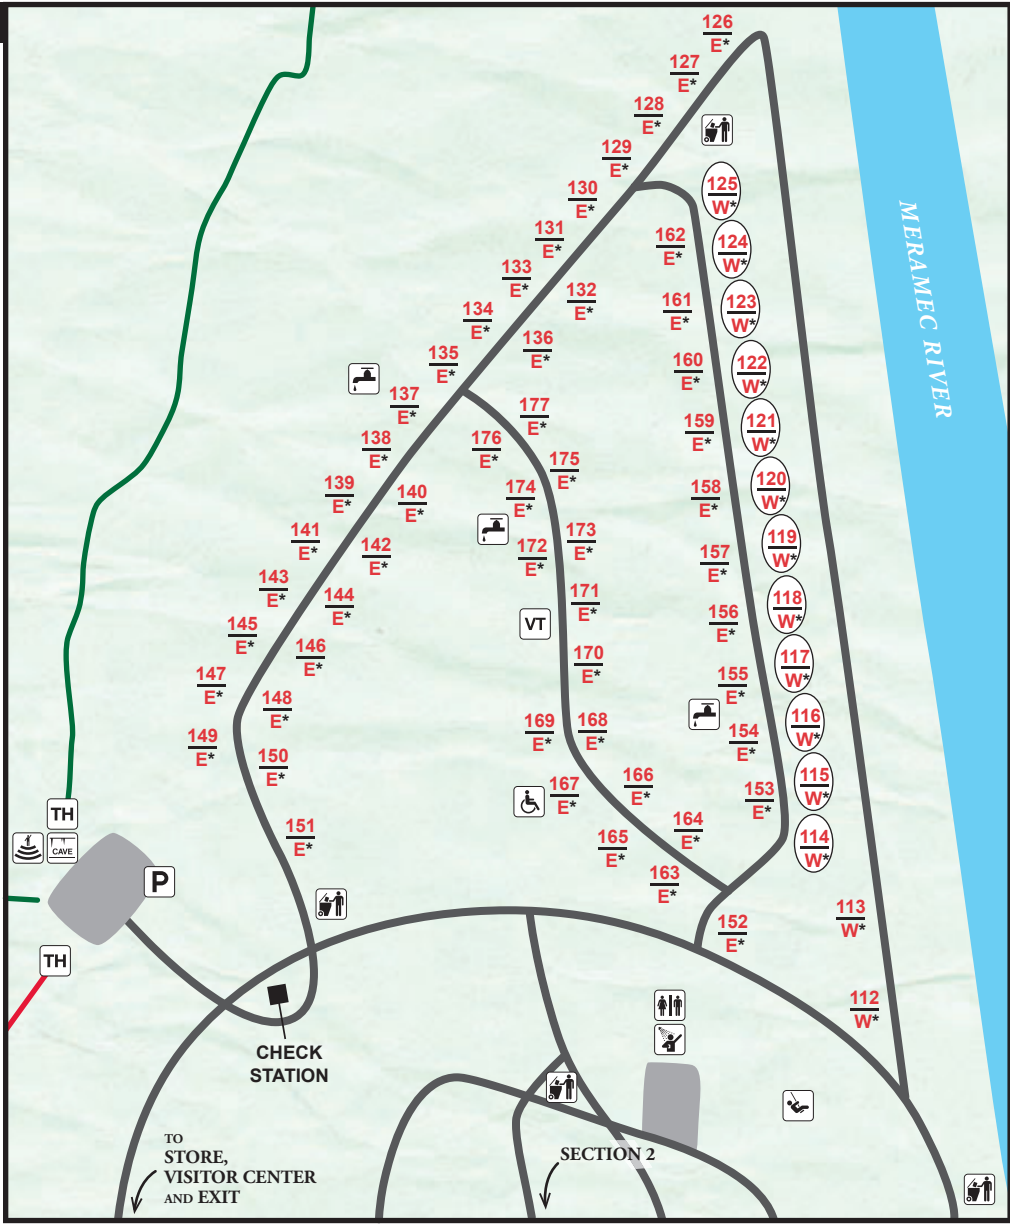 126
E*
127
E*
128
E*
129
E*
130
E*
125
W*
131
E*
162
E*
124
W*
133
E*
132
E*
161
E*
123
W*
134
E*
136
E*
135
E*
160
E*
122
W*
137
E*
177
E*
159
E*
121
W*
138
E*
176
E*
175
E*
139
E*
140
E*
174
E*
158
E*
120
W*
141
E*
142
E*
172
E*
173
E*
157
E*
119
W*
143
E*
144
E*
171
E*
156
E*
118
W*
VT
145
E*
146
E*
170
E*
117
W*
147
E*
148
E*
155
E*
149
E*
169
E*
168
E*
154
E*
116
W*
150
E*
167
E*
166
E*
153
E*
115
W*
151
E*
165
E*
164
E*
114
W*
163
E*
152
E*
113
W*
112
W*
MERAMEC RIVER
TH
CAVE
P
TH
CHECK
STATION
TO
STORE,
VISITOR CENTER
AND EXIT
SECTION 2